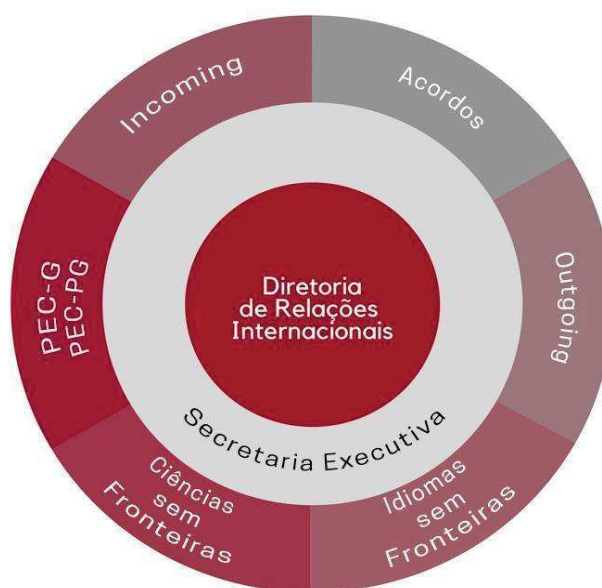 Incoming
Acordos
Outgoing
Idiomas
sem
Fronteiras
Ciências
sem
Fronteiras
PEC-G
PEC-PG
Diretoria
de Relações
Internacionais
Secretaria Executiva